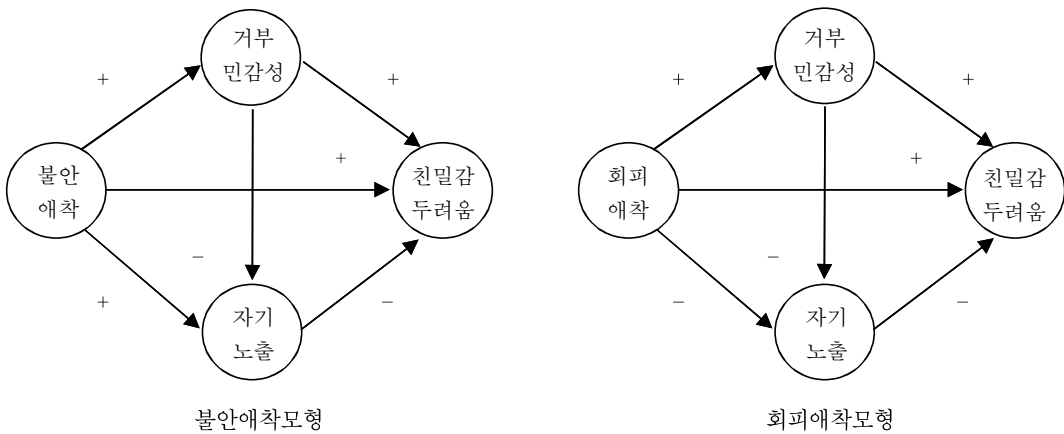 거부
민감성
+
+
+
불안
애착
친밀감
두려움
−
+
−
자기
노출
불안애착모형
거부
민감성
+
+
+
회피
애착
친밀감
두려움
−
−
−
자기
노출
회피애착모형